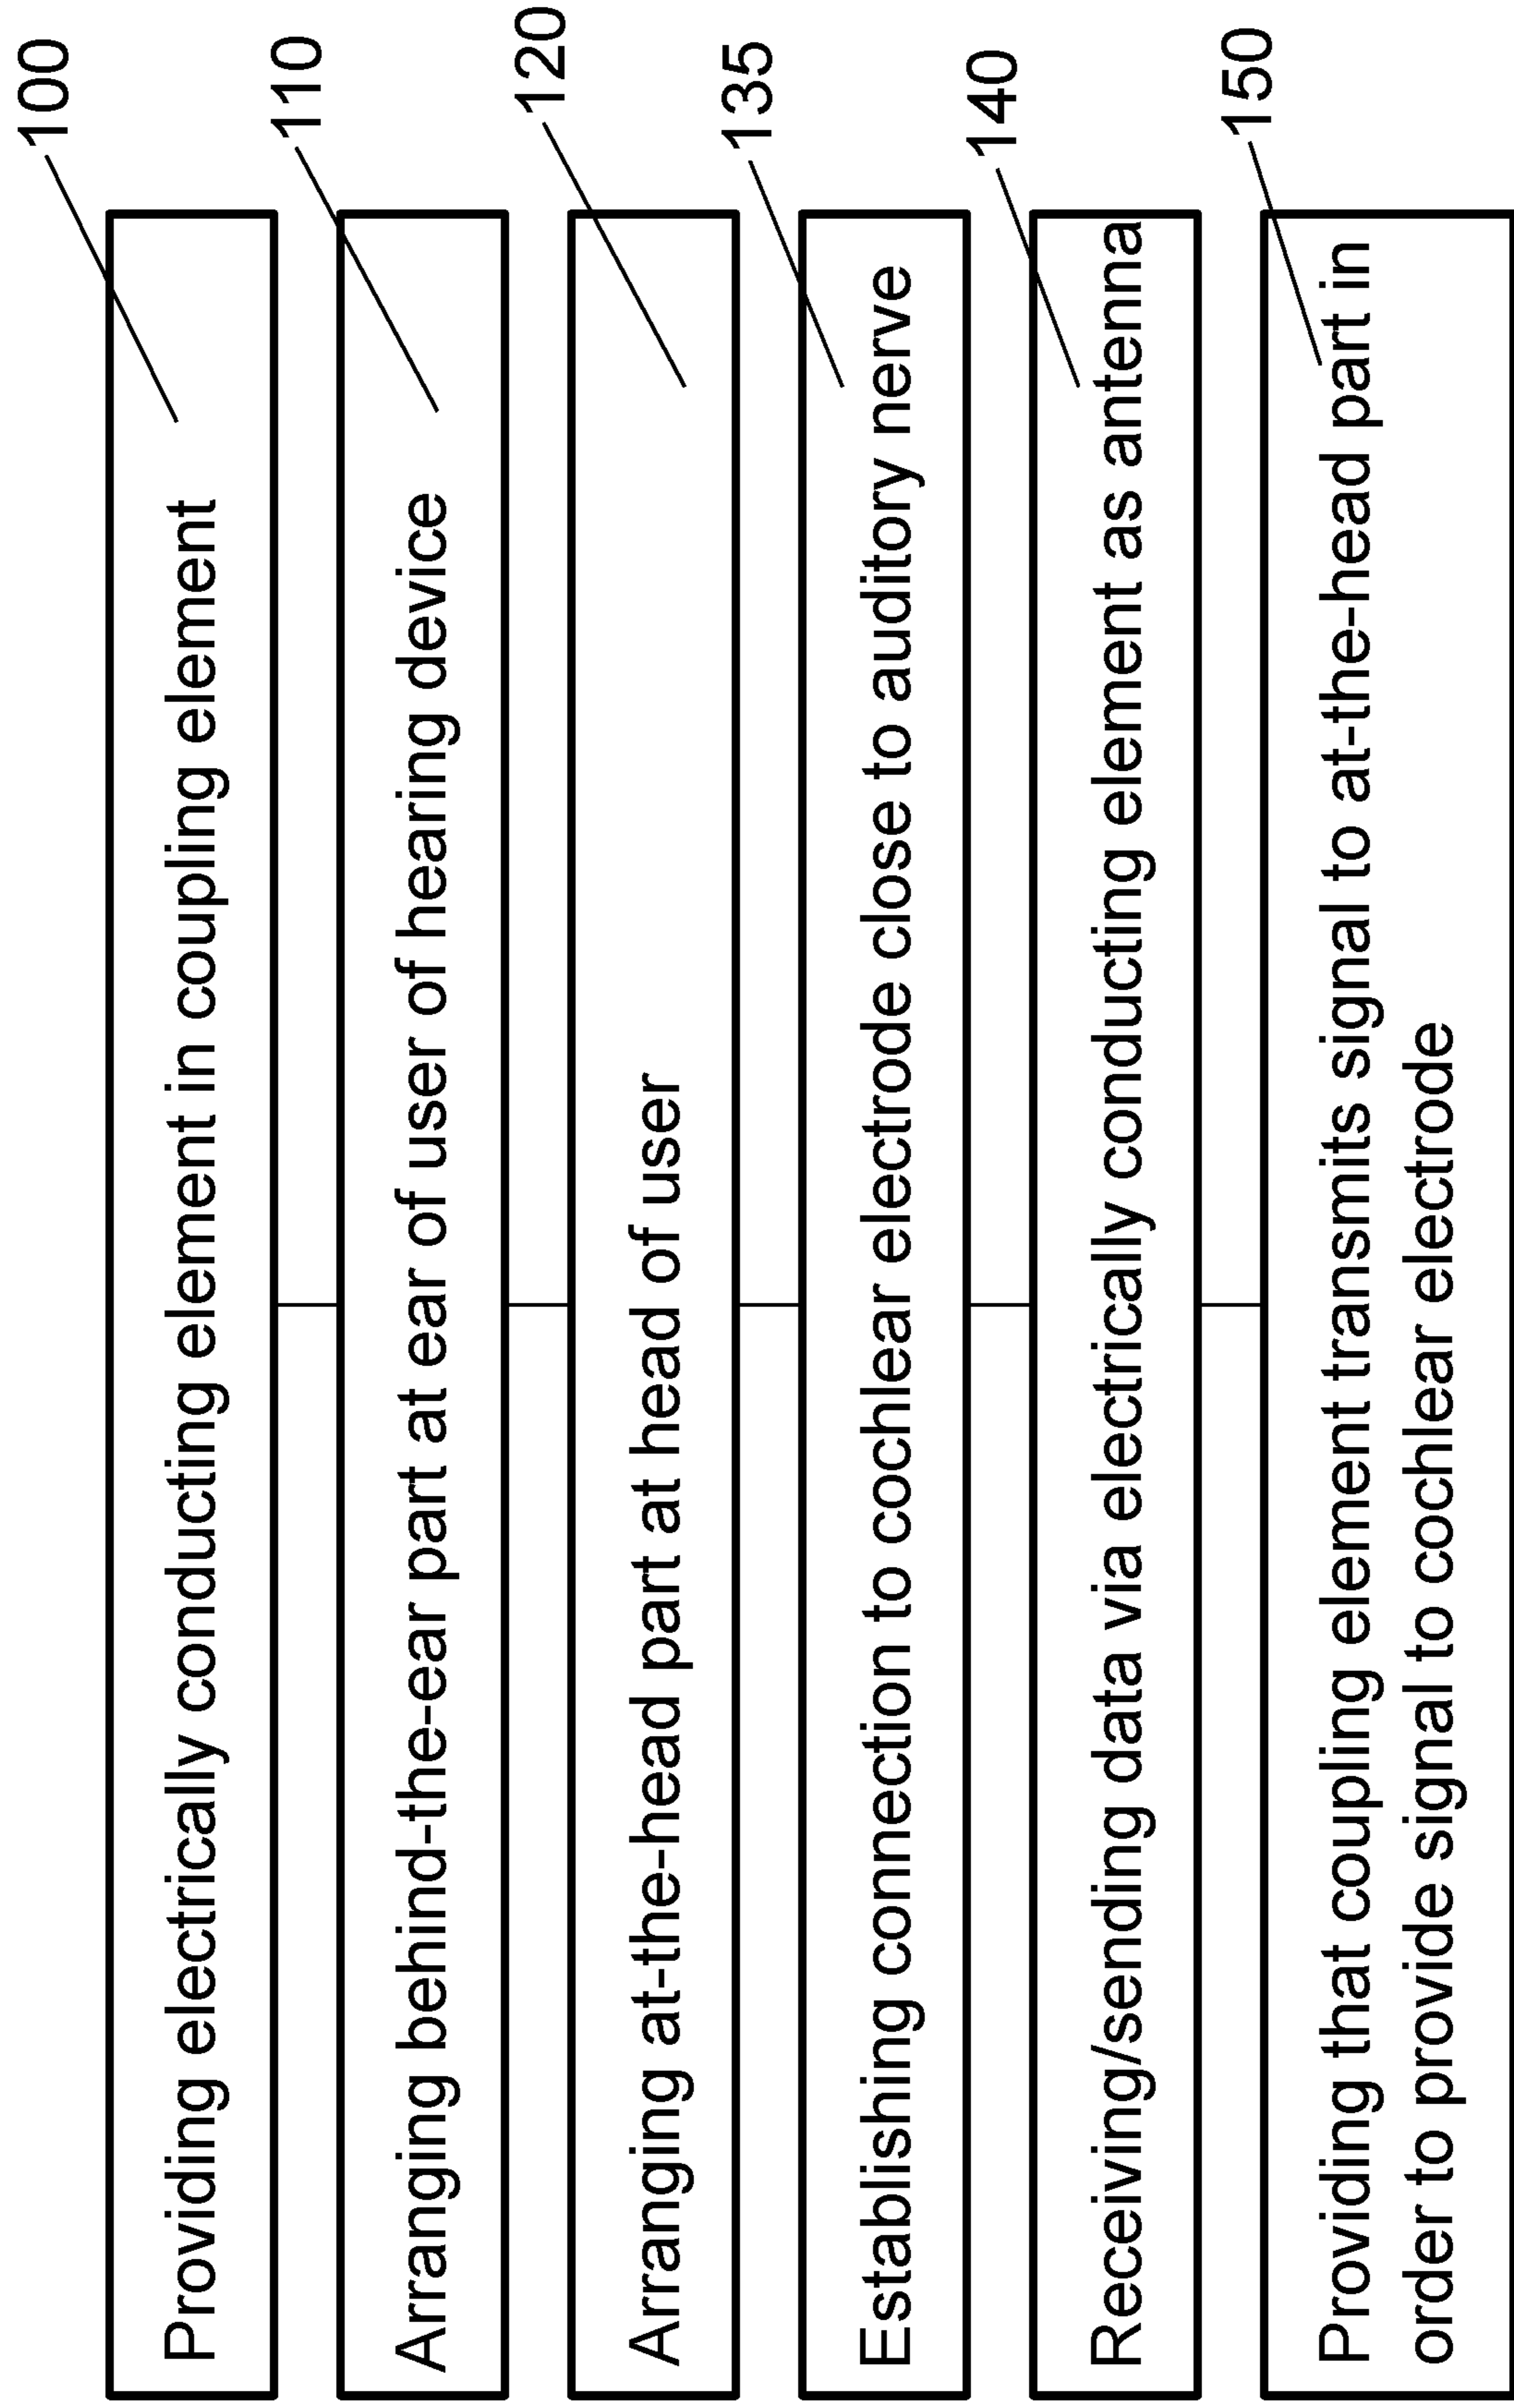 100
Providing electrically conducting element in coupling element
110
Arranging behind-the-ear part at ear of user of hearing device
120
Arranging at-the-head part at head of user
135
Establishing connection to cochlear electrode close to auditory nerve
140
Receiving/sending data via electrically conducting element as antenna
150
Providing that coupling element transmits signal to at-the-head part in
order to provide signal to cochlear electrode